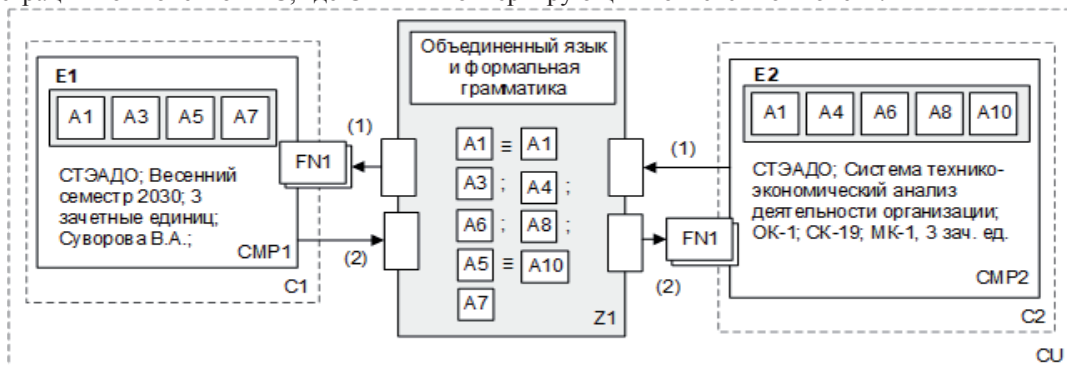 Объединенный язык
и формальная
грамматика
E1
A1 A3 A5 A7
СТЭАДО; Весенний
семестр 2030; 3
зачетные единиц;
Суворова В.А.;
CMP1
C1
FN1
(1)
(2)
A1 ≡ A1
A3 ; A4 ;
A6 ; A8 ;
A5 ≡ A10
A7
Z1
(1)
FN1
(2)
E2
A1 A4 A6 A8 A10
СТЭАДО; Система технико-
экономический анализ
деятельности организации;
ОК-1; СК-19; МК-1, 3 зач. ед.
CMP2
C2
CU